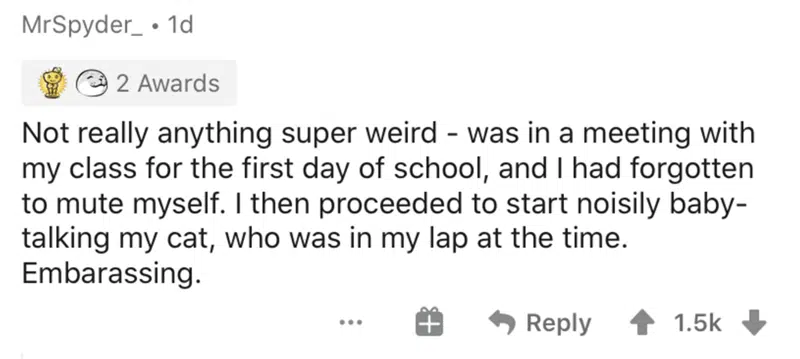 MrSpyder_ • 1d
2 Awards
Not really anything super weird - was in a meeting with
my class for the first day of school, and I had forgotten
to mute myself. I then proceeded to start noisily baby-
talking my cat, who was in my lap at the time.
Embarassing.
... Reply 1.5k